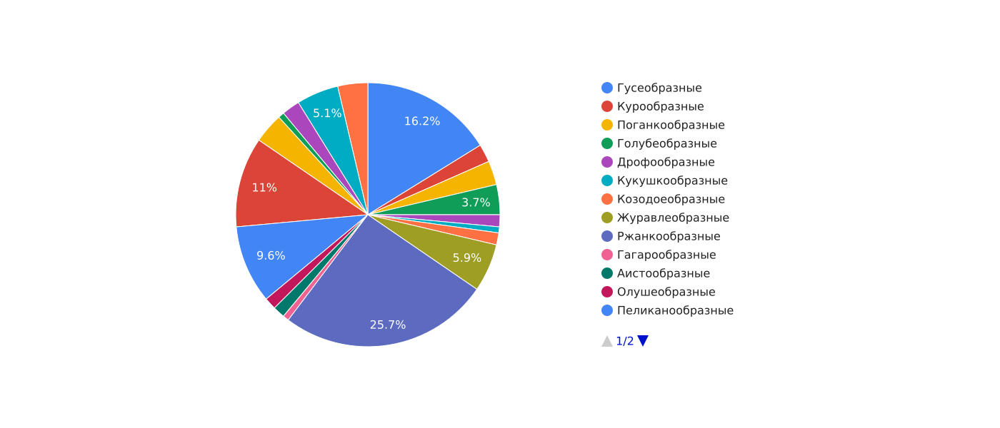 16.2%
3.7%
5.9%
25.7%
9.6%
11%
5.1%
Гусеобразные
Курообразные
Поганкообразные
Голубеобразные
Дрофообразные
Кукушкообразные
Козодоеобразные
Журавлеобразные
Ржанкообразные
Гагарообразные
Аистообразные
Олушеобразные
Пеликанообразные
1/2